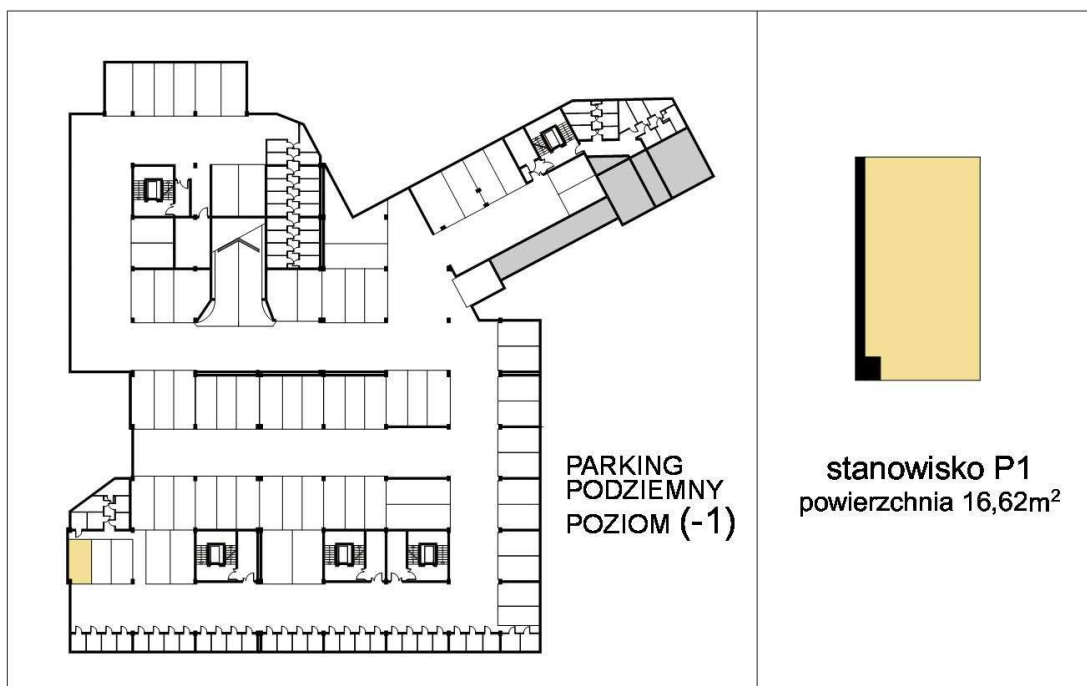 PARKING
PODZIEMNY
POZIOM (-1)
stanowisko P1
powierzchnia 16,62m²